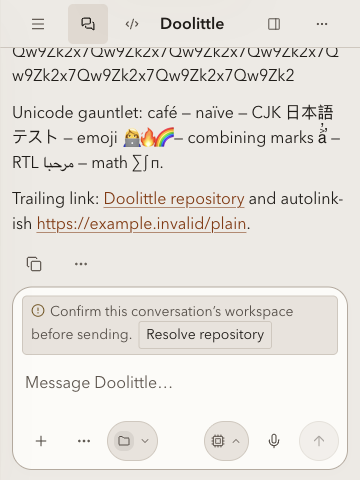 Doolittle
Qw9Zk2x7Qw9Zk2x7Qw9Zk2x7Qw9Zk2x7Q
w9Zk2x7Qw9Zk2x7Qw9Zk2x7Qw9Zk2
Unicode gauntlet: café — naïve — CJK 日本語
テスト — emoji 👩‍💻🔥🌈 — combining marks —
RTL مرحبا — math ∑∫π.
Trailing link: Doolittle repository and autolink-
ish https://example.invalid/plain.
Confirm this conversation’s workspace
before sending. Resolve repository
Message Doolittle…